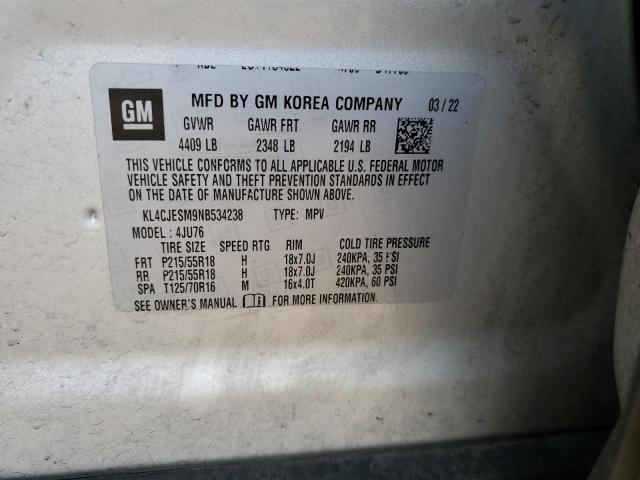 GM
MFD BY GM KOREA COMPANY 03/22
GVWR GAWR FRT GAWR RR
4409 LB 2348 LB 2194 LB
THIS VEHICLE CONFORMS TO ALL APPLICABLE U.S. FEDERAL MOTOR
VEHICLE SAFETY AND THEFT PREVENTION STANDARDS IN EFFECT
ON THE DATE OF MANUFACTURE SHOWN ABOVE.
KL4CJESM9NB534238 TYPE: MPV
MODEL: 4JU76
TIRE SIZE SPEED RTG RIM COLD TIRE PRESSURE
FRT P215/55R18 H 18x7.0J 240KPA, 35 PSI
RR P215/55R18 H 18x7.0J 240KPA, 35 PSI
SPA T125/70R16 M 16x4.0T 420KPA, 60 PSI
SEE OWNER'S MANUAL FOR MORE INFORMATION.